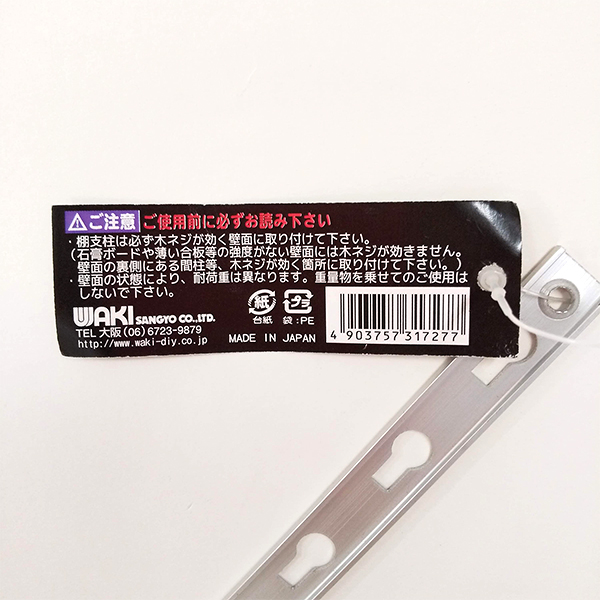 ご注意 ご使用前に必ずお読み下さい
・棚支柱は必ず木ネジが効く壁面に取り付けて下さい。
(石膏ボードや薄い合板等の強度がない壁面には木ネジが効きません。
壁面の裏側にある間柱等、木ネジが効く箇所に取り付けて下さい。)
・壁面の状態により、耐荷重は異なります。重量物を乗せてのご使用は
しないで下さい。
WAKI SANGYO CO.,LTD.
TEL 大阪(06)6723-9879
http://www.waki-diy.co.jp
MADE IN JAPAN
紙 プラ
台紙 袋:PE
4 903757 317277